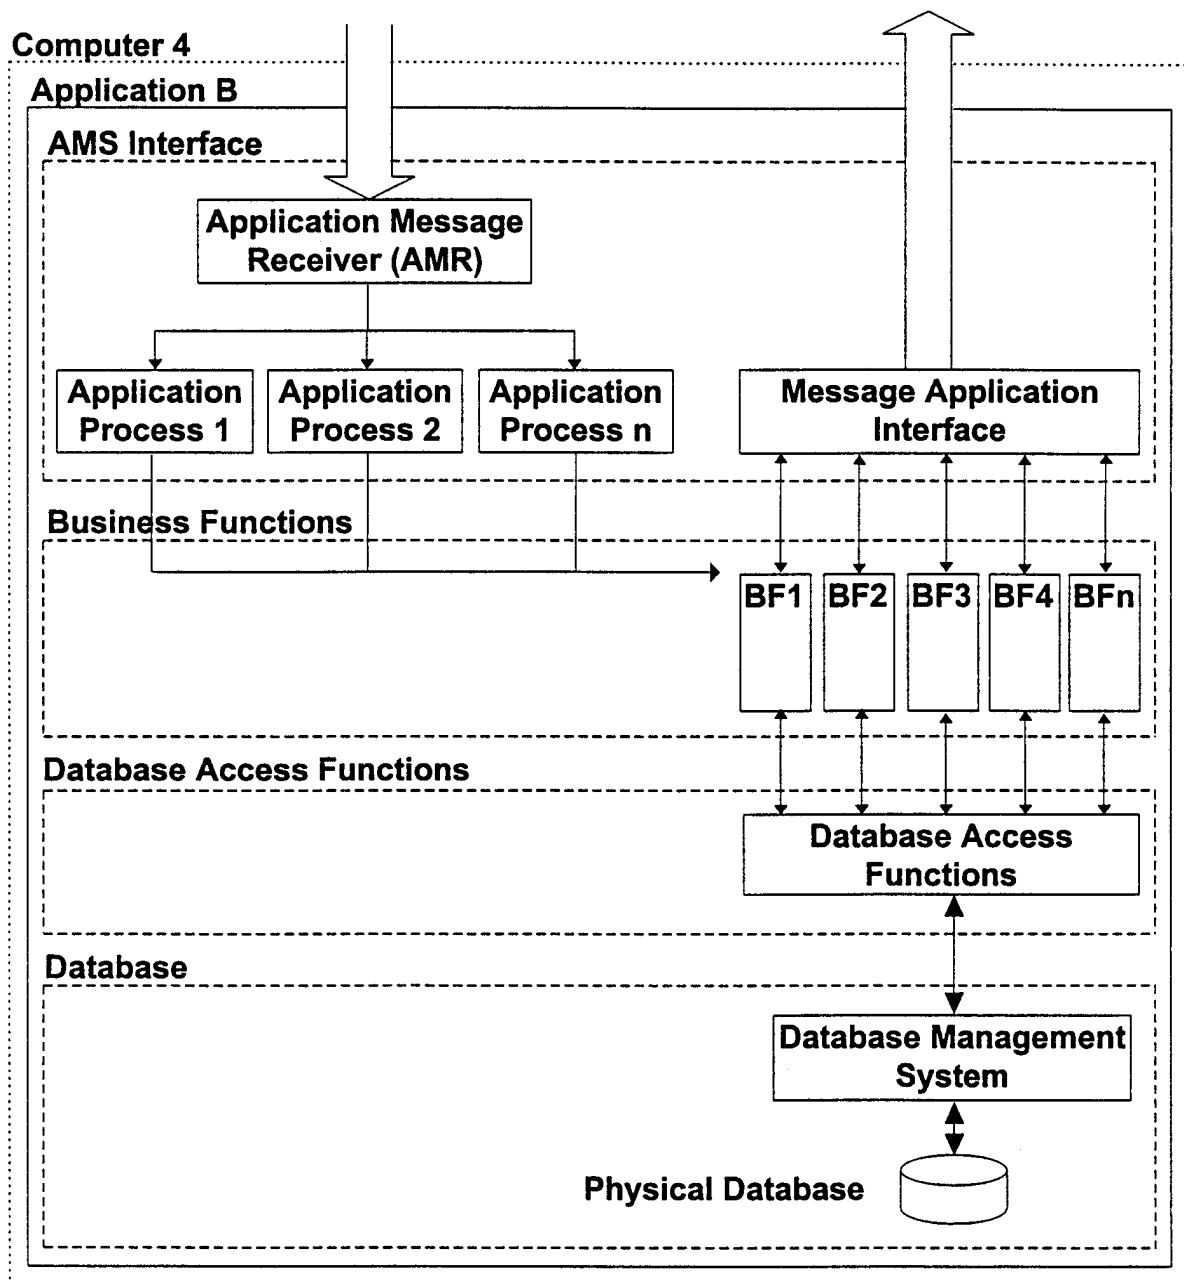 Computer 4
Application B
AMS Interface
Application Message
Receiver (AMR)
Application
Process 1
Application
Process 2
Application
Process n
Message Application
Interface
Business Functions
BF1
BF2
BF3
BF4
BFn
Database Access Functions
Database Access
Functions
Database
Database Management
System
Physical Database